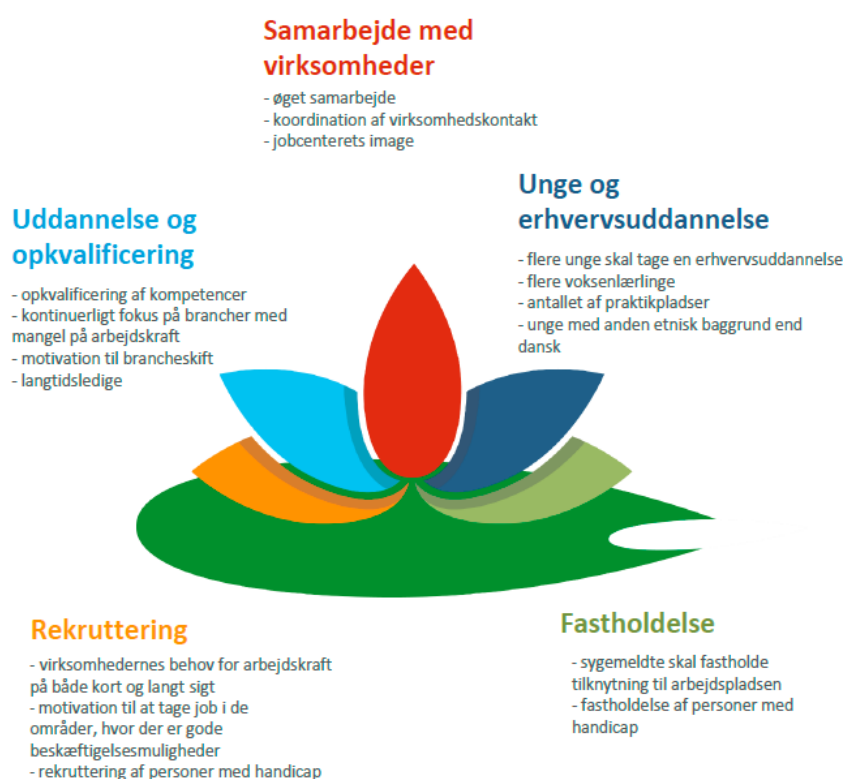 Samarbejde med
virksomheder
- øget samarbejde
- koordination af virksomhedskontakt
- jobcenterets image
Unge og
erhvervsuddannelse
- flere unge skal tage en erhvervsuddannelse
- flere voksenlærlinge
- antallet af praktikpladser
- unge med anden etnisk baggrund end
dansk
Uddannelse og
opkvalificering
- opkvalificering af kompetencer
- kontinuerligt fokus på brancher med
mangel på arbejdskraft
- motivation til brancheskift
- langtidsledige
Rekruttering
- virksomhedernes behov for arbejdskraft
på både kort og langt sigt
- motivation til at tage job i de
områder, hvor der er gode
beskæftigelsesmuligheder
- rekruttering af personer med handicap
Fastholdelse
- sygemeldte skal fastholde
tilknytning til arbejdspladsen
- fastholdelse af personer med
handicap